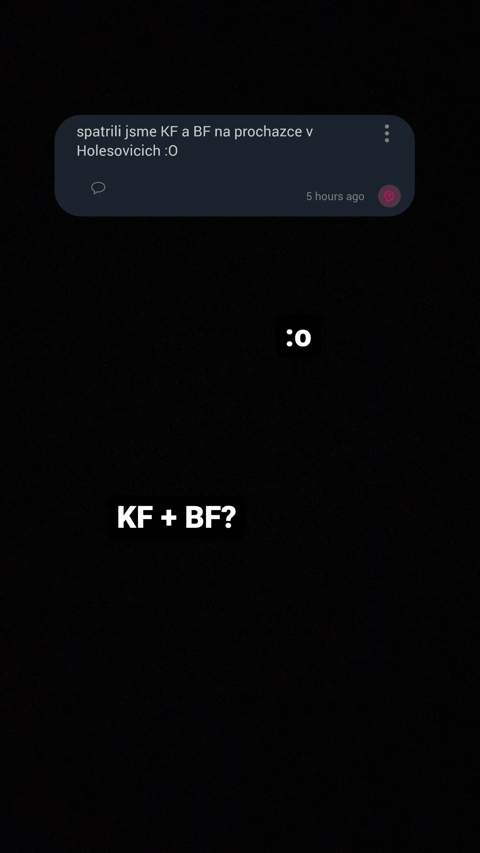 spatrili jsme KF a BF na prochazce v
Holesovicich :O
5 hours ago
:o
KF + BF?